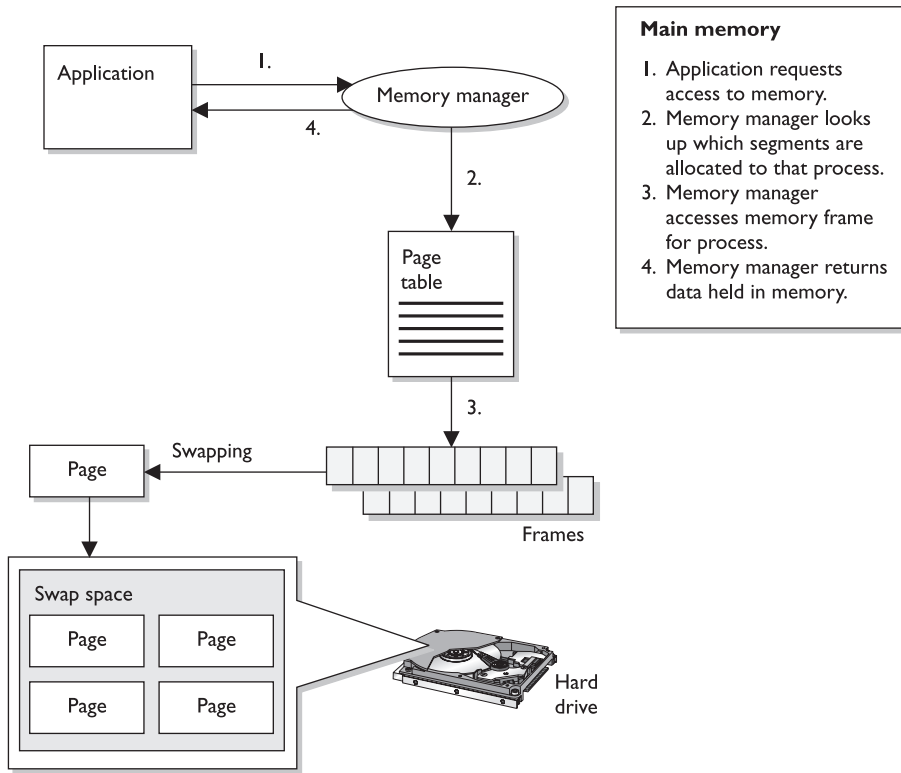 Application
1.
Memory manager
4.
2.
Page
table
3.
Swapping
Page
Frames
Swap space
Page
Page
Page
Page
Hard
drive
Main memory
1. Application requests
access to memory.
2. Memory manager looks
up which segments are
allocated to that process.
3. Memory manager
accesses memory frame
for process.
4. Memory manager returns
data held in memory.